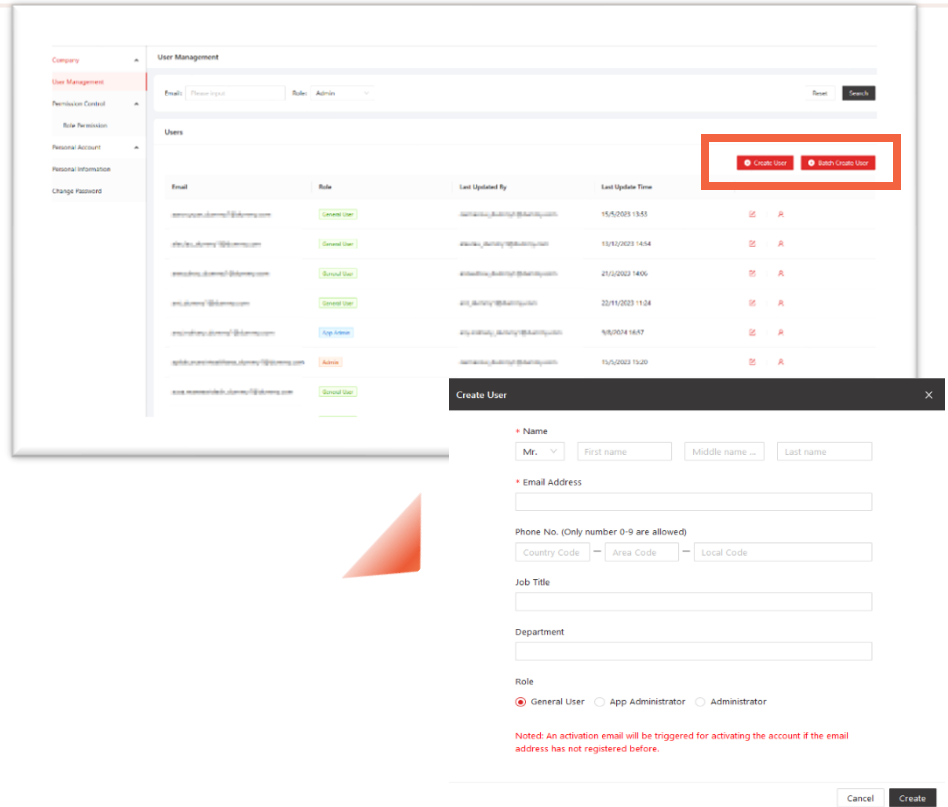 Company
User Management
User Management
Permission Control
Role Permission
Personal Account
Personal Information
Change Password
Email: Please input Role: Admin
Reset Search
Users
Create User Batch Create User
Email Role Last Updated By Last Update Time
General User 15/5/2023 13:53
General User 13/12/2023 14:54
General User 21/3/2023 14:06
General User 22/11/2023 11:24
App Admin 9/8/2024 16:57
Admin 15/5/2023 15:20
General User
Create User
* Name
Mr. First name Middle name ... Last name
* Email Address
Phone No. (Only number 0-9 are allowed)
Country Code — Area Code — Local Code
Job Title
Department
Role
General User App Administrator Administrator
Noted: An activation email will be triggered for activating the account if the email
address has not registered before.
Cancel Create